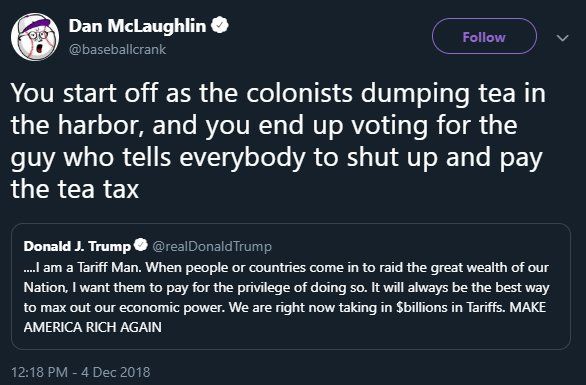 Dan McLaughlin
@baseballcrank
Follow
You start off as the colonists dumping tea in
the harbor, and you end up voting for the
guy who tells everybody to shut up and pay
the tea tax
Donald J. Trump @realDonaldTrump
....I am a Tariff Man. When people or countries come in to raid the great wealth of our
Nation, I want them to pay for the privilege of doing so. It will always be the best way
to max out our economic power. We are right now taking in $billions in Tariffs. MAKE
AMERICA RICH AGAIN
12:18 PM - 4 Dec 2018